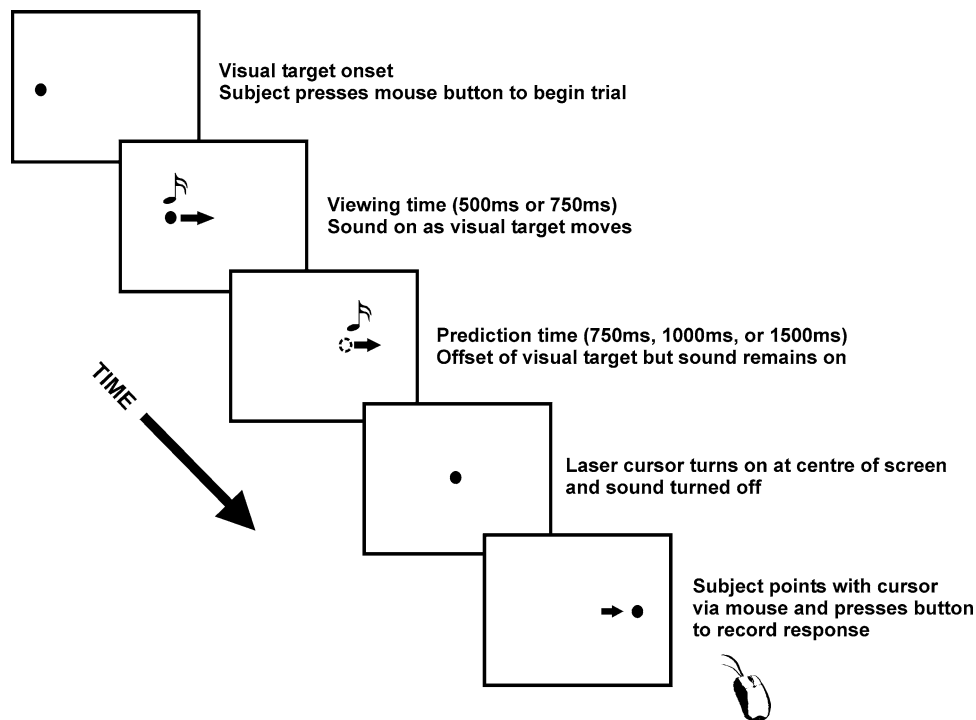 Visual target onset
Subject presses mouse button to begin trial
Viewing time (500ms or 750ms)
Sound on as visual target moves
Prediction time (750ms, 1000ms, or 1500ms)
Offset of visual target but sound remains on
TIME
Laser cursor turns on at centre of screen
and sound turned off
Subject points with cursor
via mouse and presses button
to record response